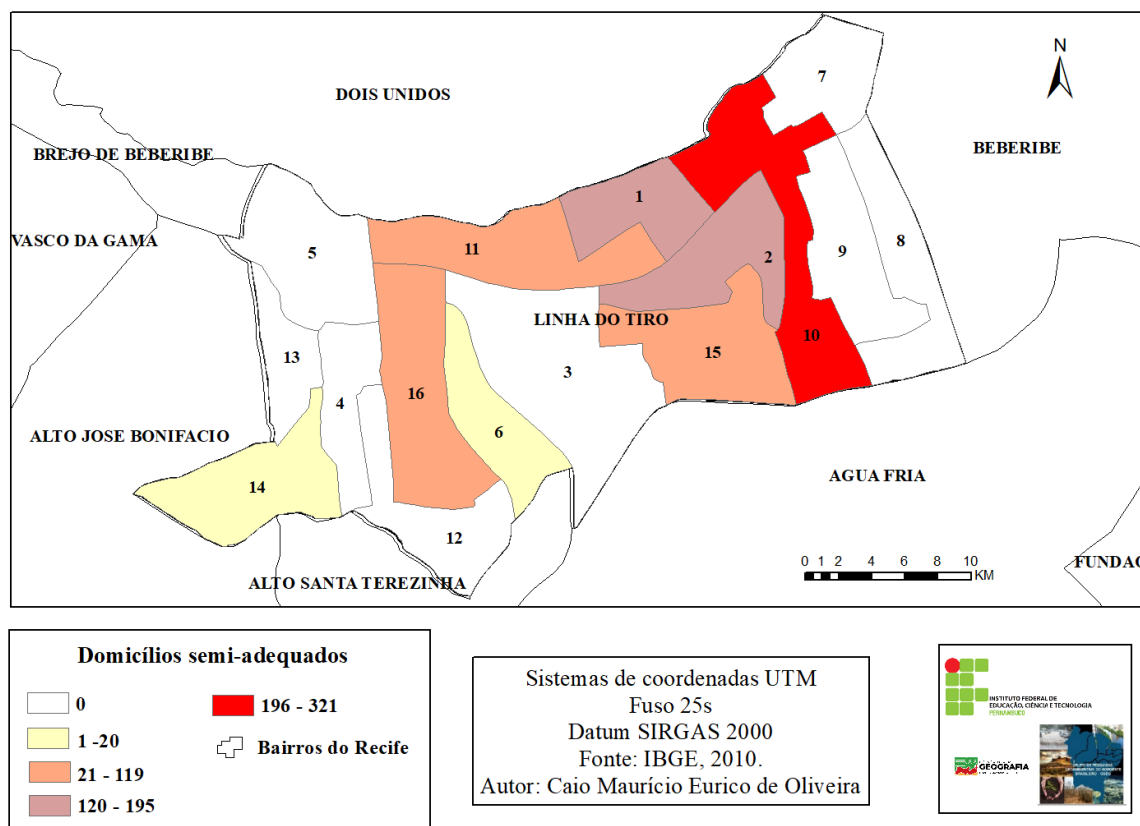 N
7
DOIS UNIDOS
BREJO DE BEBERIBE
BEBERIBE
1
VASCO DA GAMA
5
11
2
9
8
LINHA DO TIRO
10
13
15
3
4
16
6
ALTO JOSE BONIFACIO
14
AGUA FRIA
12
ALTO SANTA TEREZINHA
FUNDAÇ
0 1 2 4 6 8 10
KM
Domicílios semi-adequados
0
1 -20
21 - 119
120 - 195
196 - 321
Bairros do Recife
Sistemas de coordenadas UTM
Fuso 25s
Datum SIRGAS 2000
Fonte: IBGE, 2010.
Autor: Caio Maurício Eurico de Oliveira
INSTITUTO FEDERAL DE
EDUCAÇÃO, CIÊNCIA E TECNOLOGIA
PERNAMBUCO
GEOGRAFIA